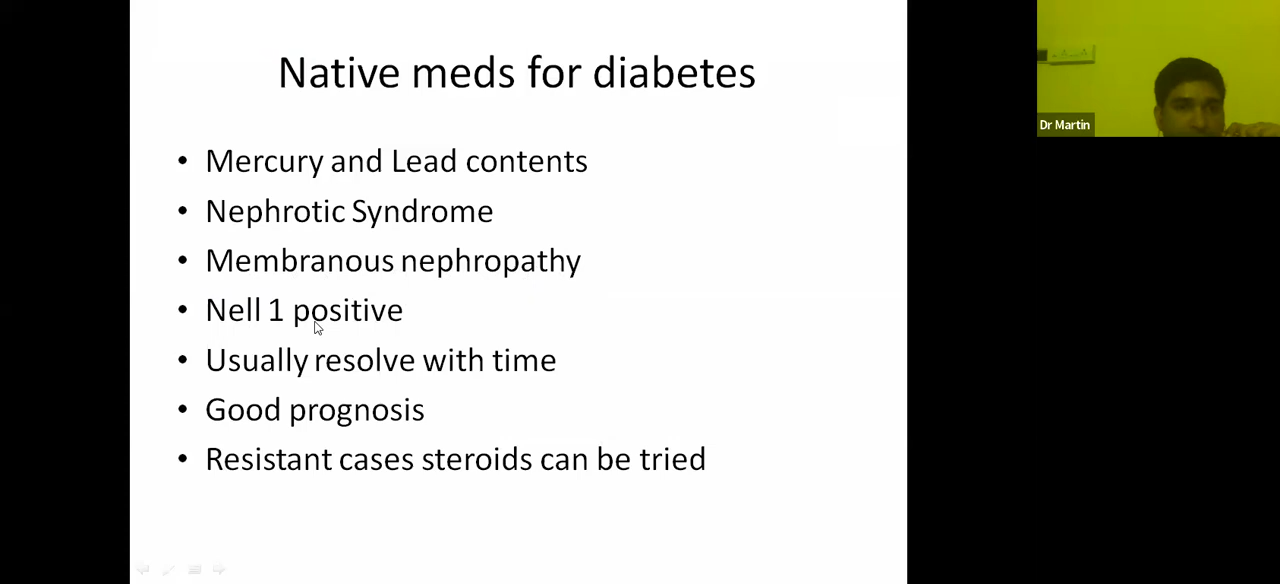 Native meds for diabetes
• Mercury and Lead contents
• Nephrotic Syndrome
• Membranous nephropathy
• Nell 1 positive
• Usually resolve with time
• Good prognosis
• Resistant cases steroids can be tried
Dr Martin